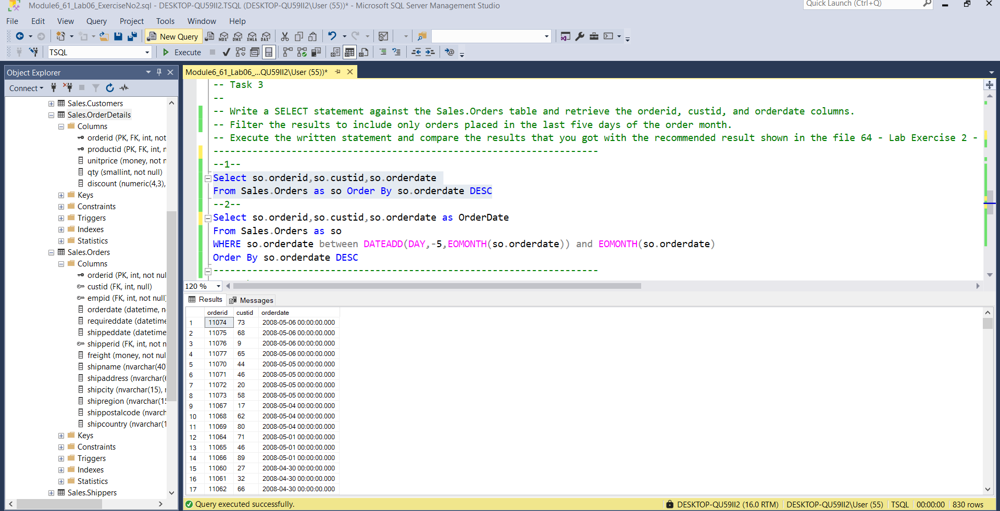 Module6_61_Lab06_ExerciseNo2.sql - DESKTOP-QU59II2.TSQL (DESKTOP-QU59II2\User (55))* - Microsoft SQL Server Management Studio
Quick Launch (Ctrl+Q)
File Edit View Query Project Tools Window Help
New Query MDX DMX XMLA DAX
TSQL Execute
Object Explorer
Connect
Sales.Customers
Sales.OrderDetails
Columns
orderid (PK, FK, int, not
productid (PK, FK, int, n
unitprice (money, not n
qty (smallint, not null)
discount (numeric(4,3),
Keys
Constraints
Triggers
Indexes
Statistics
Sales.Orders
Columns
orderid (PK, int, not nul
custid (FK, int, null)
empid (FK, int, not null)
orderdate (datetime, n
requireddate (datetime
shippeddate (datetime
shipperid (FK, int, not n
freight (money, not nul
shipname (nvarchar(40)
shipaddress (nvarchar(6
shipcity (nvarchar(15), r
shipregion (nvarchar(15
shippostalcode (nvarch
shipcountry (nvarchar(1
Keys
Constraints
Triggers
Indexes
Statistics
Sales.Shippers
Module6_61_Lab06_...QU59II2\User (55))*
-- Task 3
--
-- Write a SELECT statement against the Sales.Orders table and retrieve the orderid, custid, and orderdate columns.
-- Filter the results to include only orders placed in the last five days of the order month.
-- Execute the written statement and compare the results that you got with the recommended result shown in the file 64 - Lab Exercise 2 -
---------------------------------------------------------------------
--1--
Select so.orderid,so.custid,so.orderdate
From Sales.Orders as so Order By so.orderdate DESC
--2--
Select so.orderid,so.custid,so.orderdate as OrderDate
From Sales.Orders as so
WHERE so.orderdate between DATEADD(DAY,-5,EOMONTH(so.orderdate)) and EOMONTH(so.orderdate)
Order By so.orderdate DESC
---------------------------------------------------------------------
120 %
Results Messages
orderid custid orderdate
1 11074 73 2008-05-06 00:00:00.000
2 11075 68 2008-05-06 00:00:00.000
3 11076 9 2008-05-06 00:00:00.000
4 11077 65 2008-05-06 00:00:00.000
5 11070 44 2008-05-05 00:00:00.000
6 11071 46 2008-05-05 00:00:00.000
7 11072 20 2008-05-05 00:00:00.000
8 11073 58 2008-05-05 00:00:00.000
9 11067 17 2008-05-04 00:00:00.000
10 11068 62 2008-05-04 00:00:00.000
11 11069 80 2008-05-04 00:00:00.000
12 11064 71 2008-05-01 00:00:00.000
13 11065 46 2008-05-01 00:00:00.000
14 11066 89 2008-05-01 00:00:00.000
15 11060 27 2008-04-30 00:00:00.000
16 11061 32 2008-04-30 00:00:00.000
17 11062 66 2008-04-30 00:00:00.000
Query executed successfully. DESKTOP-QU59II2 (16.0 RTM) DESKTOP-QU59II2\User (55) TSQL 00:00:00 830 rows